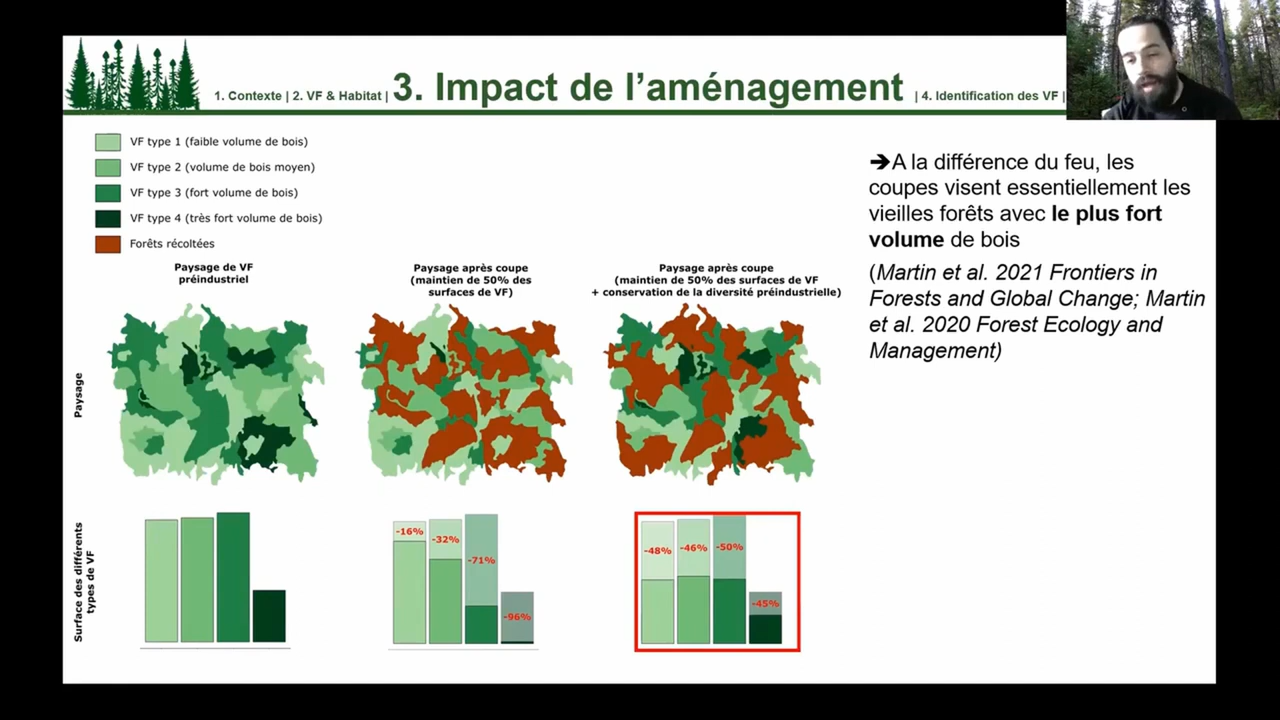 1. Contexte | 2. VF & Habitat | 3. Impact de l’aménagement | 4. Identification des VF |
VF type 1 (faible volume de bois)
VF type 2 (volume de bois moyen)
VF type 3 (fort volume de bois)
VF type 4 (très fort volume de bois)
Forêts récoltées
➔A la différence du feu, les
coupes visent essentiellement les
vieilles forêts avec le plus fort
volume de bois
(Martin et al. 2021 Frontiers in
Forests and Global Change; Martin
et al. 2020 Forest Ecology and
Management)
Paysage de VF
préindustriel
Paysage après coupe
(maintien de 50% des
surfaces de VF)
Paysage après coupe
(maintien de 50% des surfaces de VF
+ conservation de la diversité préindustrielle)
Paysage
Surface des différents
types de VF
-16%
-32%
-71%
-96%
-48%
-46%
-50%
-45%